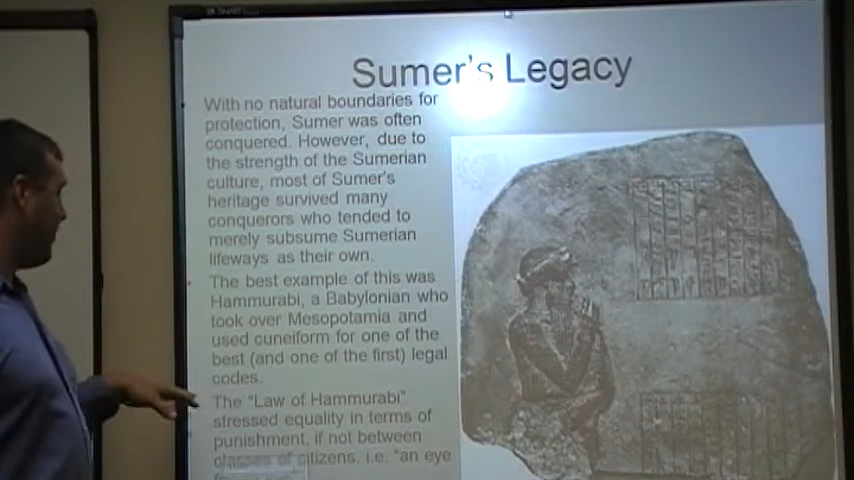 Sumer's Legacy
With no natural boundaries for
protection, Sumer was often
conquered. However, due to
the strength of the Sumerian
culture, most of Sumer's
heritage survived many
conquerors who tended to
merely subsume Sumerian
lifeways as their own.
The best example of this was
Hammurabi, a Babylonian who
took over Mesopotamia and
used cuneiform for one of the
best (and one of the first) legal
codes.
The "Law of Hammurabi"
stressed equality in terms of
punishment, if not between
classes of citizens. i.e. "an eye